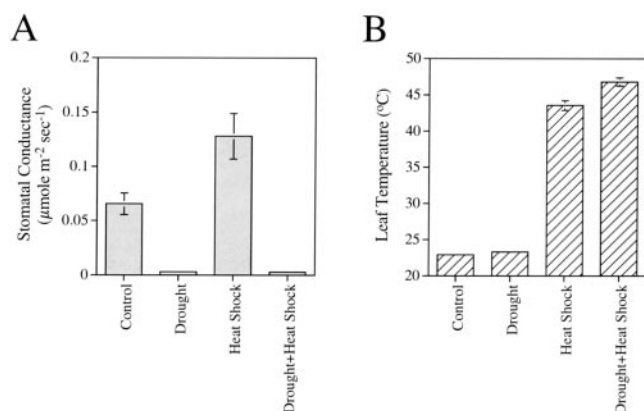 A
Stomatal Conductance
(μmole m-2 sec-1)
0.2
0.15
0.1
0.05
0
Control
Drought
Heat Shock
Drought+Heat Shock
B
Leaf Temperature (ºC)
50
45
40
35
30
25
20
Control
Drought
Heat Shock
Drought+Heat Shock